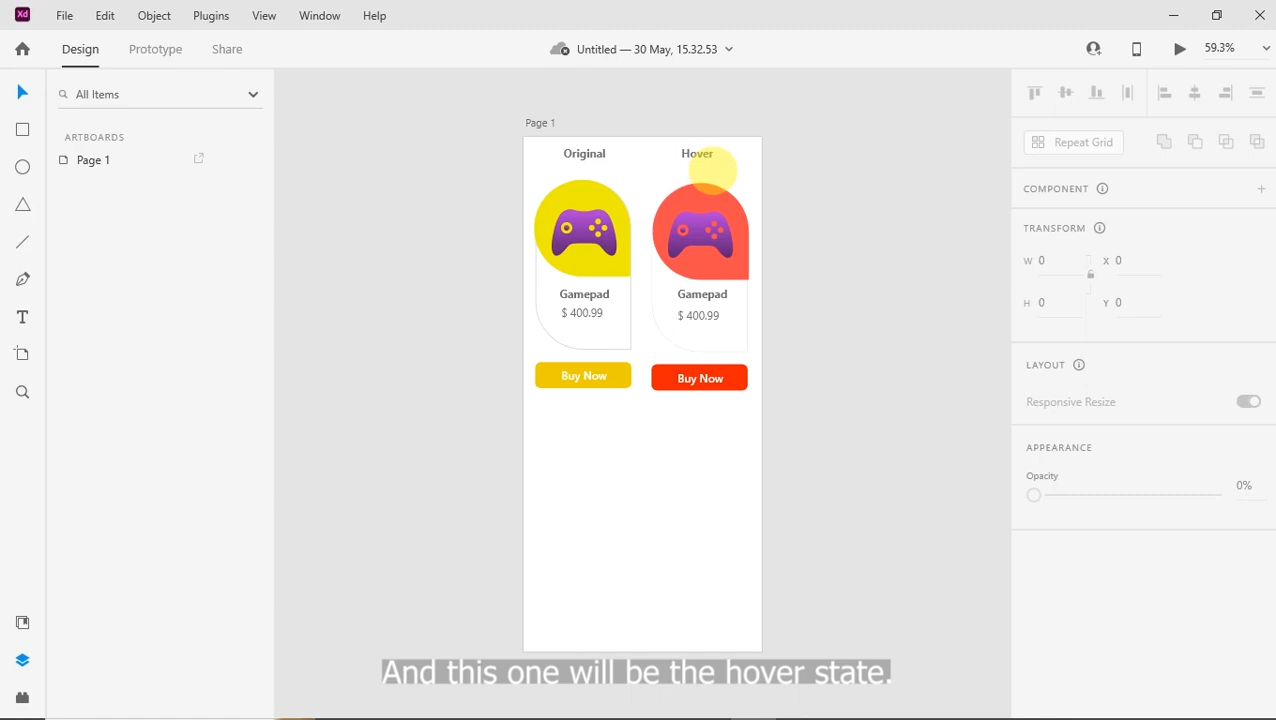 Xd File Edit Object Plugins View Window Help
Design Prototype Share Untitled — 30 May, 15.32.53 59.3%
All Items
ARTBOARDS
Page 1
Page 1
Original Hover
Gamepad Gamepad
$ 400.99 $ 400.99
Buy Now Buy Now
Repeat Grid
COMPONENT
TRANSFORM
W 0 X 0
H 0 Y 0
LAYOUT
Responsive Resize
APPEARANCE
Opacity
0%
T
And this one will be the hover state.